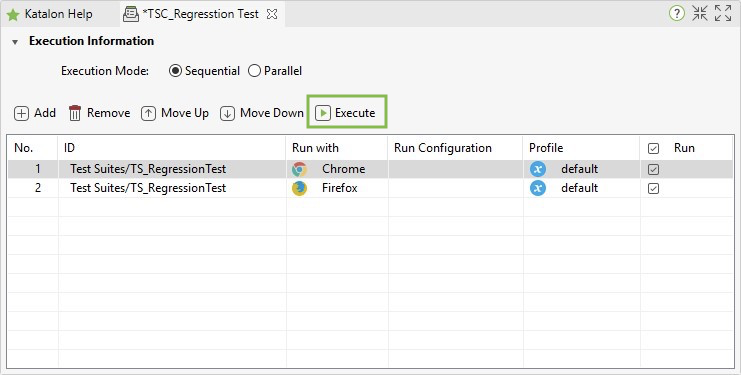 Katalon Help *TSC_Regresstion Test
Execution Information
Execution Mode: Sequential Parallel
Add Remove Move Up Move Down Execute
No. ID Run with Run Configuration Profile Run
1 Test Suites/TS_RegressionTest Chrome default
2 Test Suites/TS_RegressionTest Firefox default